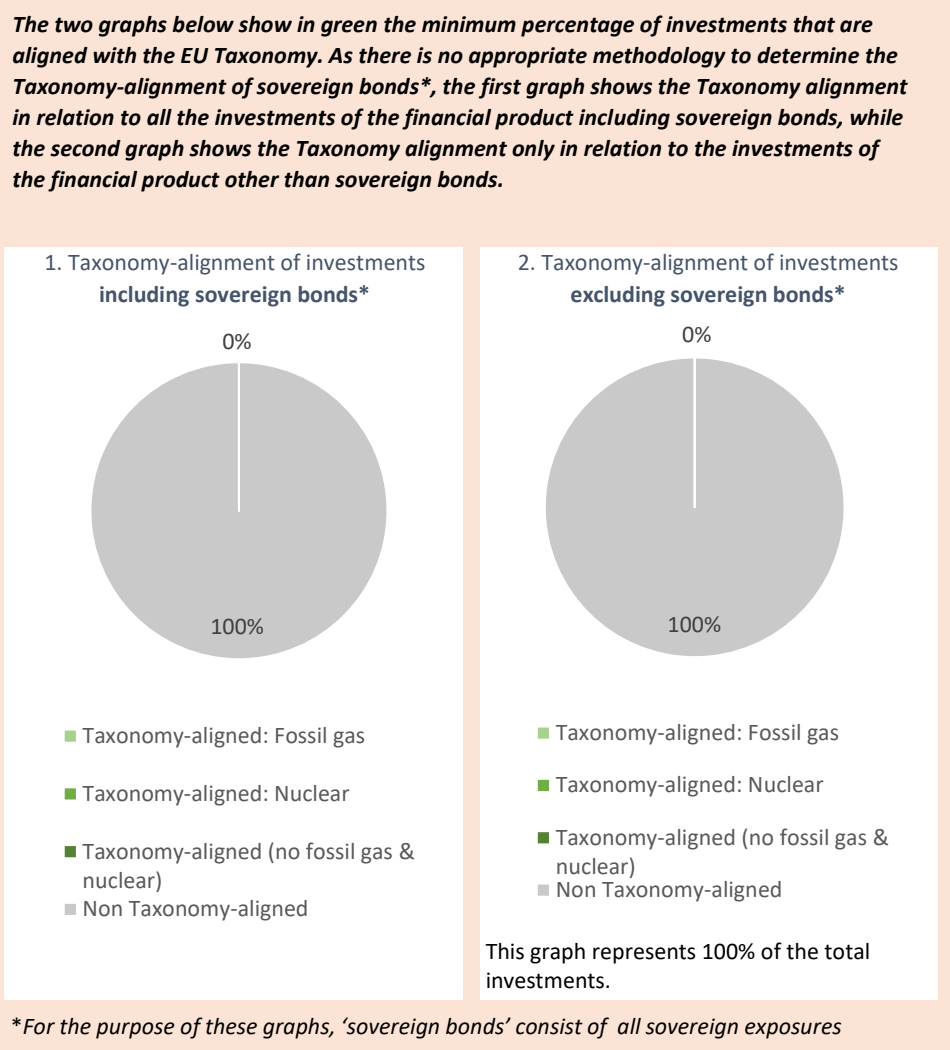 The two graphs below show in green the minimum percentage of investments that are
aligned with the EU Taxonomy. As there is no appropriate methodology to determine the
Taxonomy-alignment of sovereign bonds*, the first graph shows the Taxonomy alignment
in relation to all the investments of the financial product including sovereign bonds, while
the second graph shows the Taxonomy alignment only in relation to the investments of
the financial product other than sovereign bonds.
1. Taxonomy-alignment of investments
including sovereign bonds*
0%
100%
Taxonomy-aligned: Fossil gas
Taxonomy-aligned: Nuclear
Taxonomy-aligned (no fossil gas &
nuclear)
Non Taxonomy-aligned
2. Taxonomy-alignment of investments
excluding sovereign bonds*
0%
100%
Taxonomy-aligned: Fossil gas
Taxonomy-aligned: Nuclear
Taxonomy-aligned (no fossil gas &
nuclear)
Non Taxonomy-aligned
This graph represents 100% of the total
investments.
*For the purpose of these graphs, ‘sovereign bonds’ consist of all sovereign exposures